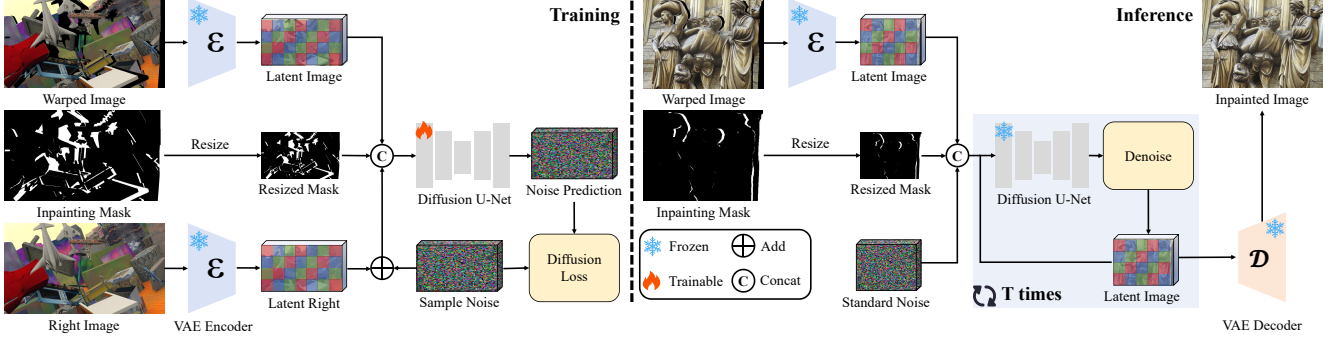 Training
Ɛ
Warped Image
Latent Image
Resize
Inpainting Mask
Resized Mask
C
Diffusion U-Net
Noise Prediction
Ɛ
Right Image
VAE Encoder
Latent Right
Sample Noise
Diffusion
Loss
Inference
Ɛ
Warped Image
Latent Image
Inpainted Image
Resize
Inpainting Mask
Resized Mask
C
Diffusion U-Net
Denoise
Frozen
Add
Trainable
C
Concat
Standard Noise
T times
Latent Image
D
VAE Decoder